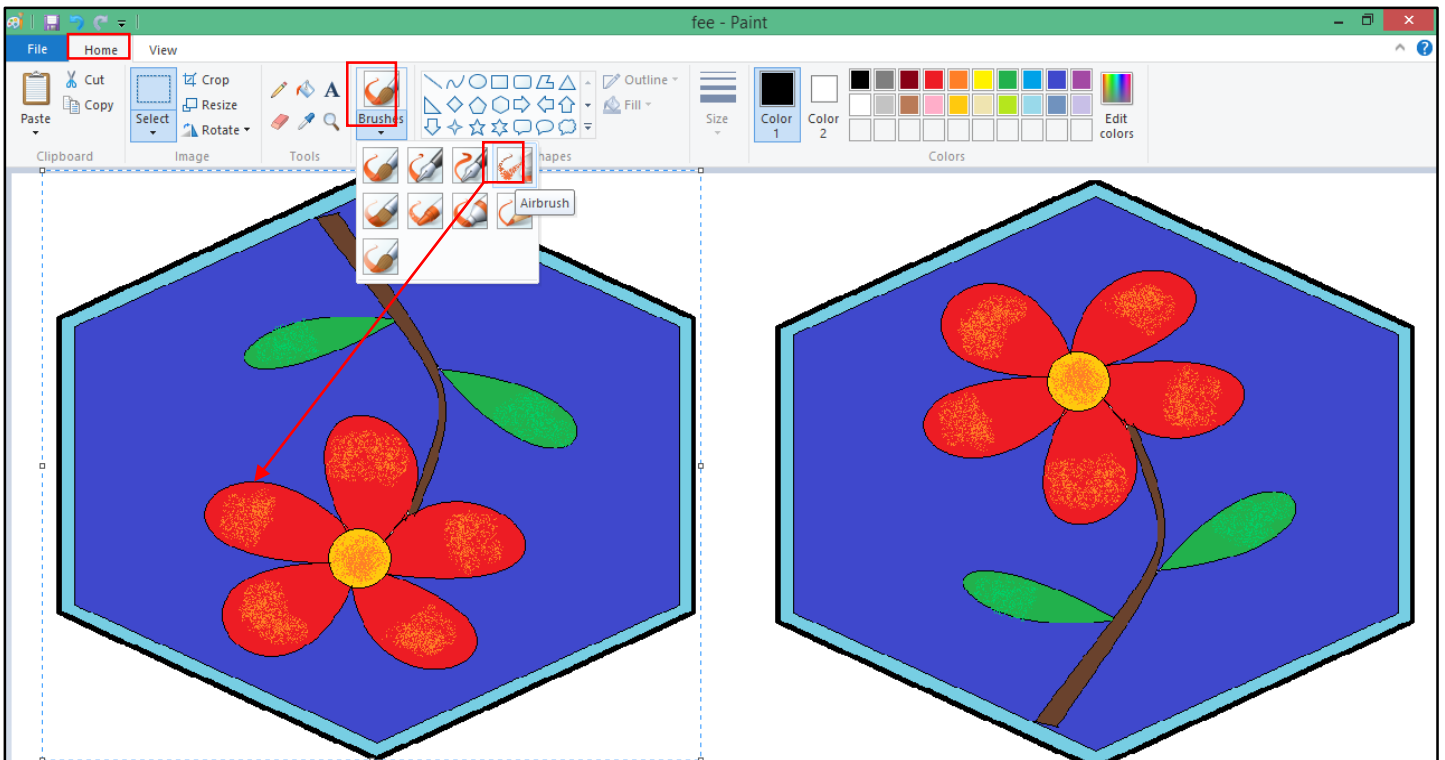 fee - Paint
File Home View
Cut
Copy
Paste
Clipboard
Select
Crop
Resize
Rotate
Image
A
Tools
Brushes
Outline
Fill
hapes
Size
Color 1
Color 2
Edit colors
Colors
Airbrush